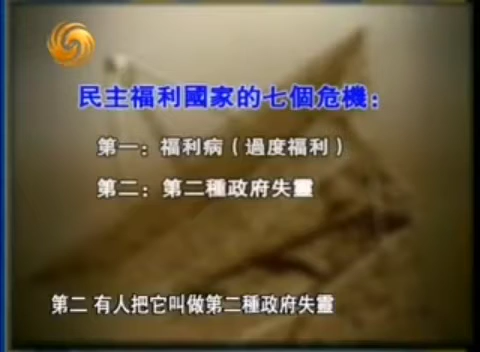 民主福利國家的七個危機：
第一：福利病（過度福利）
第二：第二種政府失靈
第二 有人把它叫做第二種政府失靈